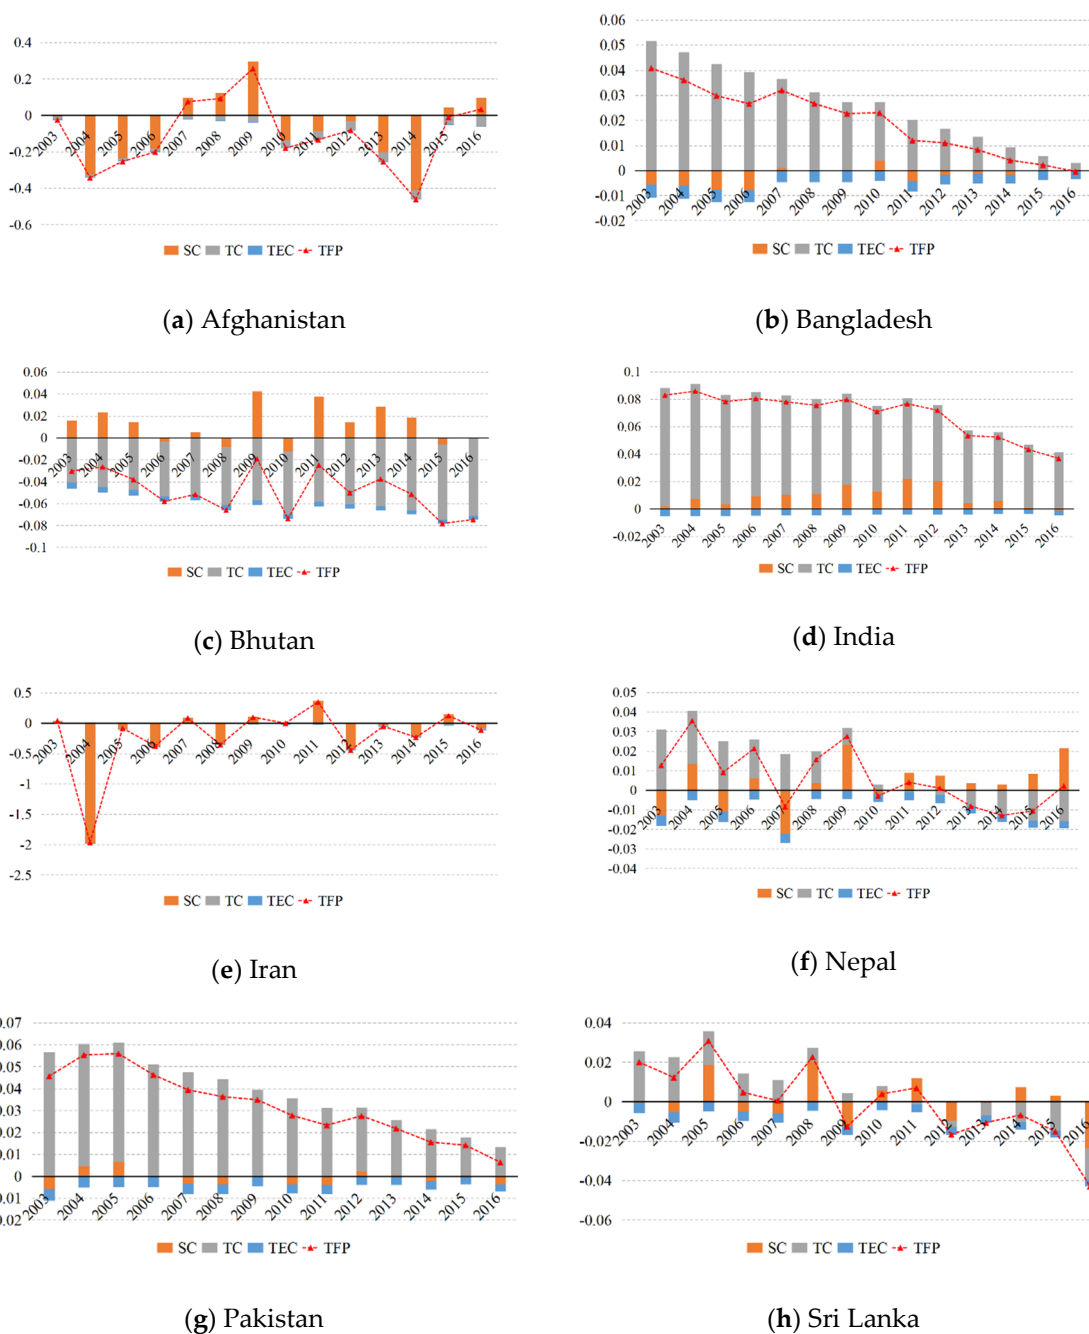 0.4
0.2
0
-0.2
-0.4
-0.6
2003 2004 2005 2006 2007 2008 2009 2010 2011 2012 2013 2014 2015 2016
SC TC TEC TFP
(a) Afghanistan
0.06
0.05
0.04
0.03
0.02
0.01
0
-0.01
-0.02
2003 2004 2005 2006 2007 2008 2009 2010 2011 2012 2013 2014 2015 2016
SC TC TEC TFP
(b) Bangladesh
0.06
0.04
0.02
0
-0.02
-0.04
-0.06
-0.08
-0.1
2003 2004 2005 2006 2007 2008 2009 2010 2011 2012 2013 2014 2015 2016
SC TC TEC TFP
(c) Bhutan
0.1
0.08
0.06
0.04
0.02
0
-0.02
2003 2004 2005 2006 2007 2008 2009 2010 2011 2012 2013 2014 2015 2016
SC TC TEC TFP
(d) India
0.5
0
-0.5
-1
-1.5
-2
-2.5
2003 2004 2005 2006 2007 2008 2009 2010 2011 2012 2013 2014 2015 2016
SC TC TEC TFP
(e) Iran
0.05
0.04
0.03
0.02
0.01
0
-0.01
-0.02
-0.03
-0.04
2003 2004 2005 2006 2007 2008 2009 2010 2011 2012 2013 2014 2015 2016
SC TC TEC TFP
(f) Nepal
0.07
0.06
0.05
0.04
0.03
0.02
0.01
0
0.01
0.02
2003 2004 2005 2006 2007 2008 2009 2010 2011 2012 2013 2014 2015 2016
SC TC TEC TFP
(g) Pakistan
0.04
0.02
0
-0.02
-0.04
-0.06
2003 2004 2005 2006 2007 2008 2009 2010 2011 2012 2013 2014 2015 2016
SC TC TEC TFP
(h) Sri Lanka